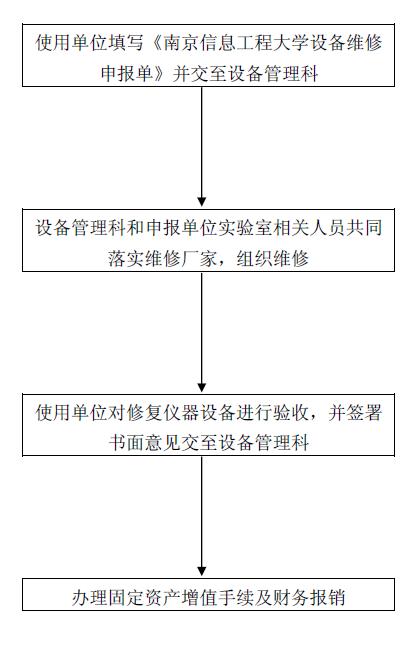 使用单位填写《南京信息工程大学设备维修
申报单》并交至设备管理科
设备管理科和申报单位实验室相关人员共同
落实维修厂家，组织维修
使用单位对修复仪器设备进行验收，并签署
书面意见交至设备管理科
办理固定资产增值手续及财务报销